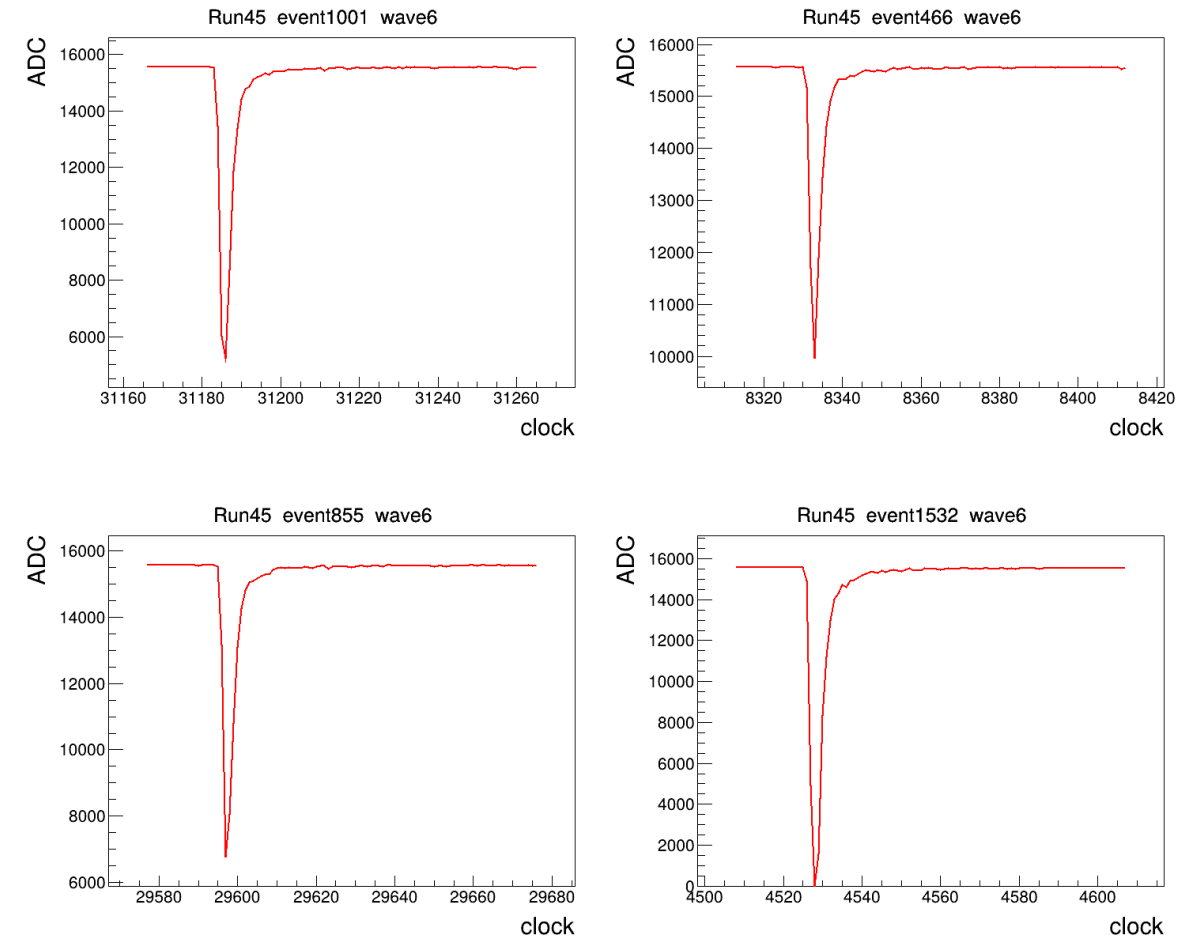 Run45 event1001 wave6
ADC
16000
14000
12000
10000
8000
6000
31160 31180 31200 31220 31240 31260
clock
Run45 event466 wave6
ADC
16000
15000
14000
13000
12000
11000
10000
8320 8340 8360 8380 8400 8420
clock
Run45 event855 wave6
ADC
16000
14000
12000
10000
8000
6000
29580 29600 29620 29640 29660 29680
clock
Run45 event1532 wave6
ADC
16000
14000
12000
10000
8000
6000
4000
2000
0
4500 4520 4540 4560 4580 4600
clock